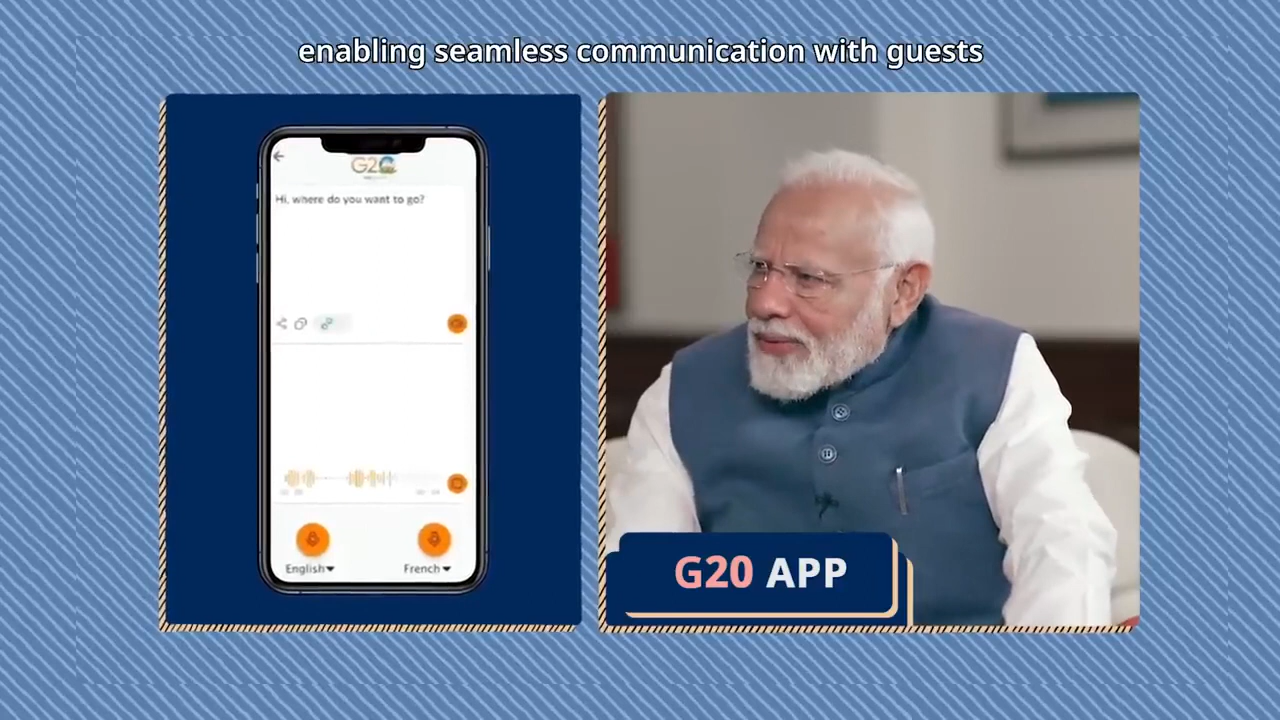 enabling seamless communication with guests
G20
Hi, where do you want to go?
English
French
G20 APP